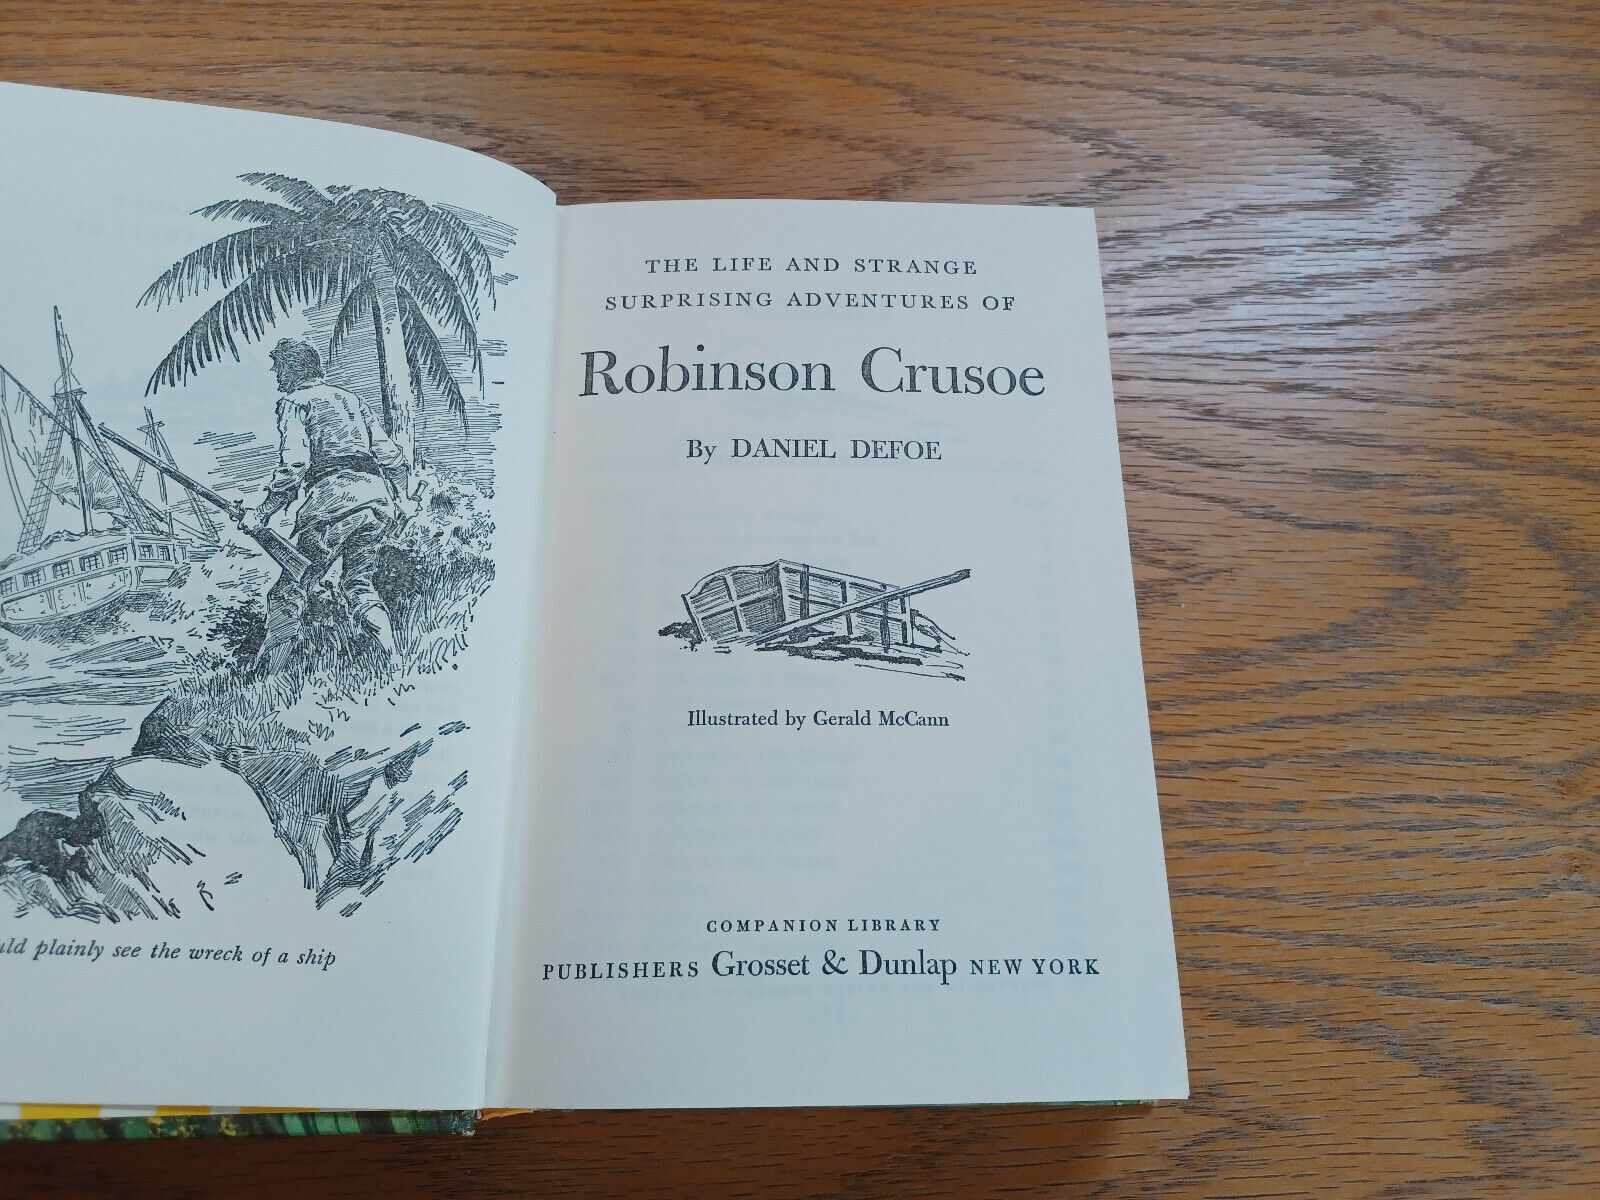 plainly see the wreck of a ship
THE LIFE AND STRANGE
SURPRISING ADVENTURES OF
Robinson Crusoe
By DANIEL DEFOE
Illustrated by Gerald McCann
COMPANION LIBRARY
PUBLISHERS Grosset & Dunlap NEW YORK